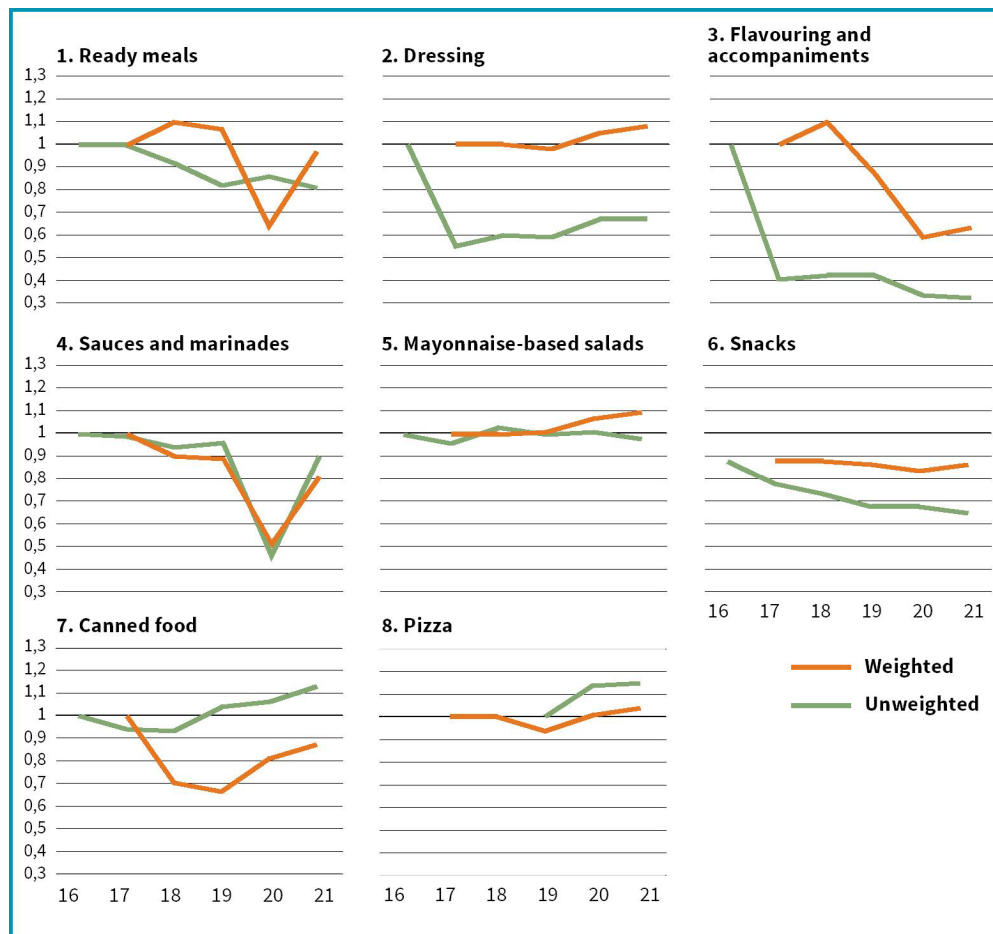 1. Ready meals
1,3
1,2
1,1
1
0,9
0,8
0,7
0,6
0,5
0,4
0,3
2. Dressing
3. Flavouring and
accompaniments
4. Sauces and marinades
1,3
1,2
1,1
1
0,9
0,8
0,7
0,6
0,5
0,4
0,3
5. Mayonnaise-based salads
6. Snacks
16 17 18 19 20 21
7. Canned food
1,3
1,2
1,1
1
0,9
0,8
0,7
0,6
0,5
0,4
0,3
16 17 18 19 20 21
8. Pizza
16 17 18 19 20 21
Weighted
Unweighted